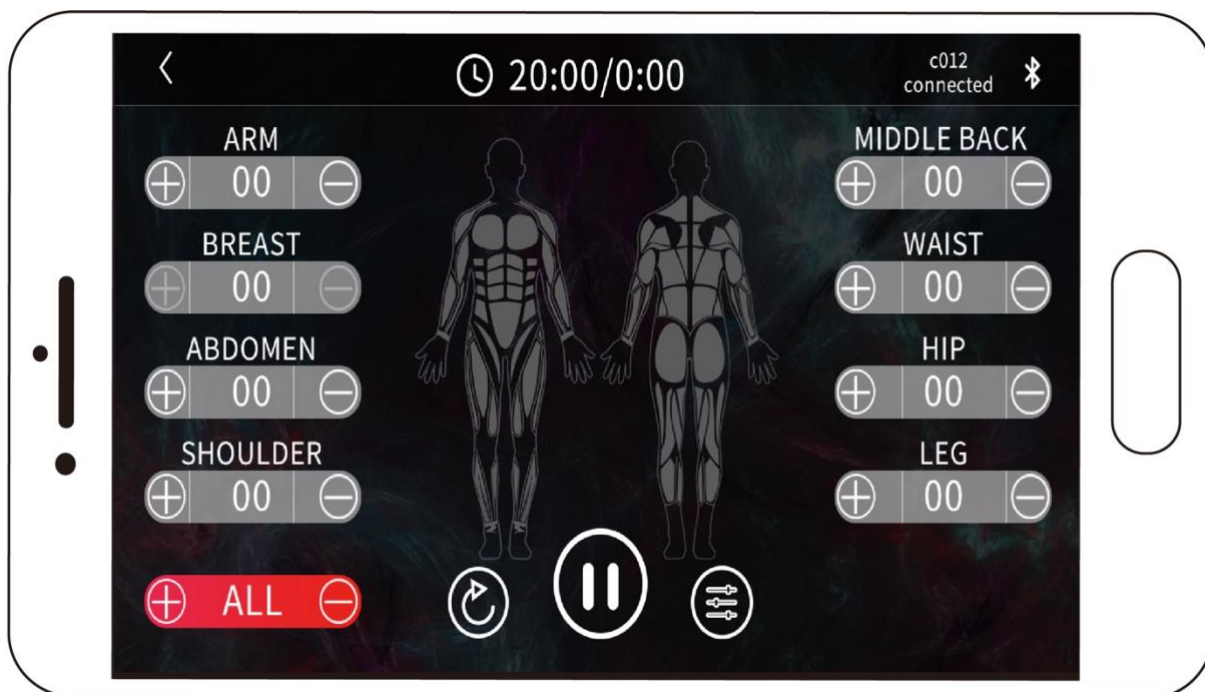 20:00/0:00
c012
connected
ARM
00
BREAST
00
ABDOMEN
00
SHOULDER
00
ALL
MIDDLE BACK
00
WAIST
00
HIP
00
LEG
00